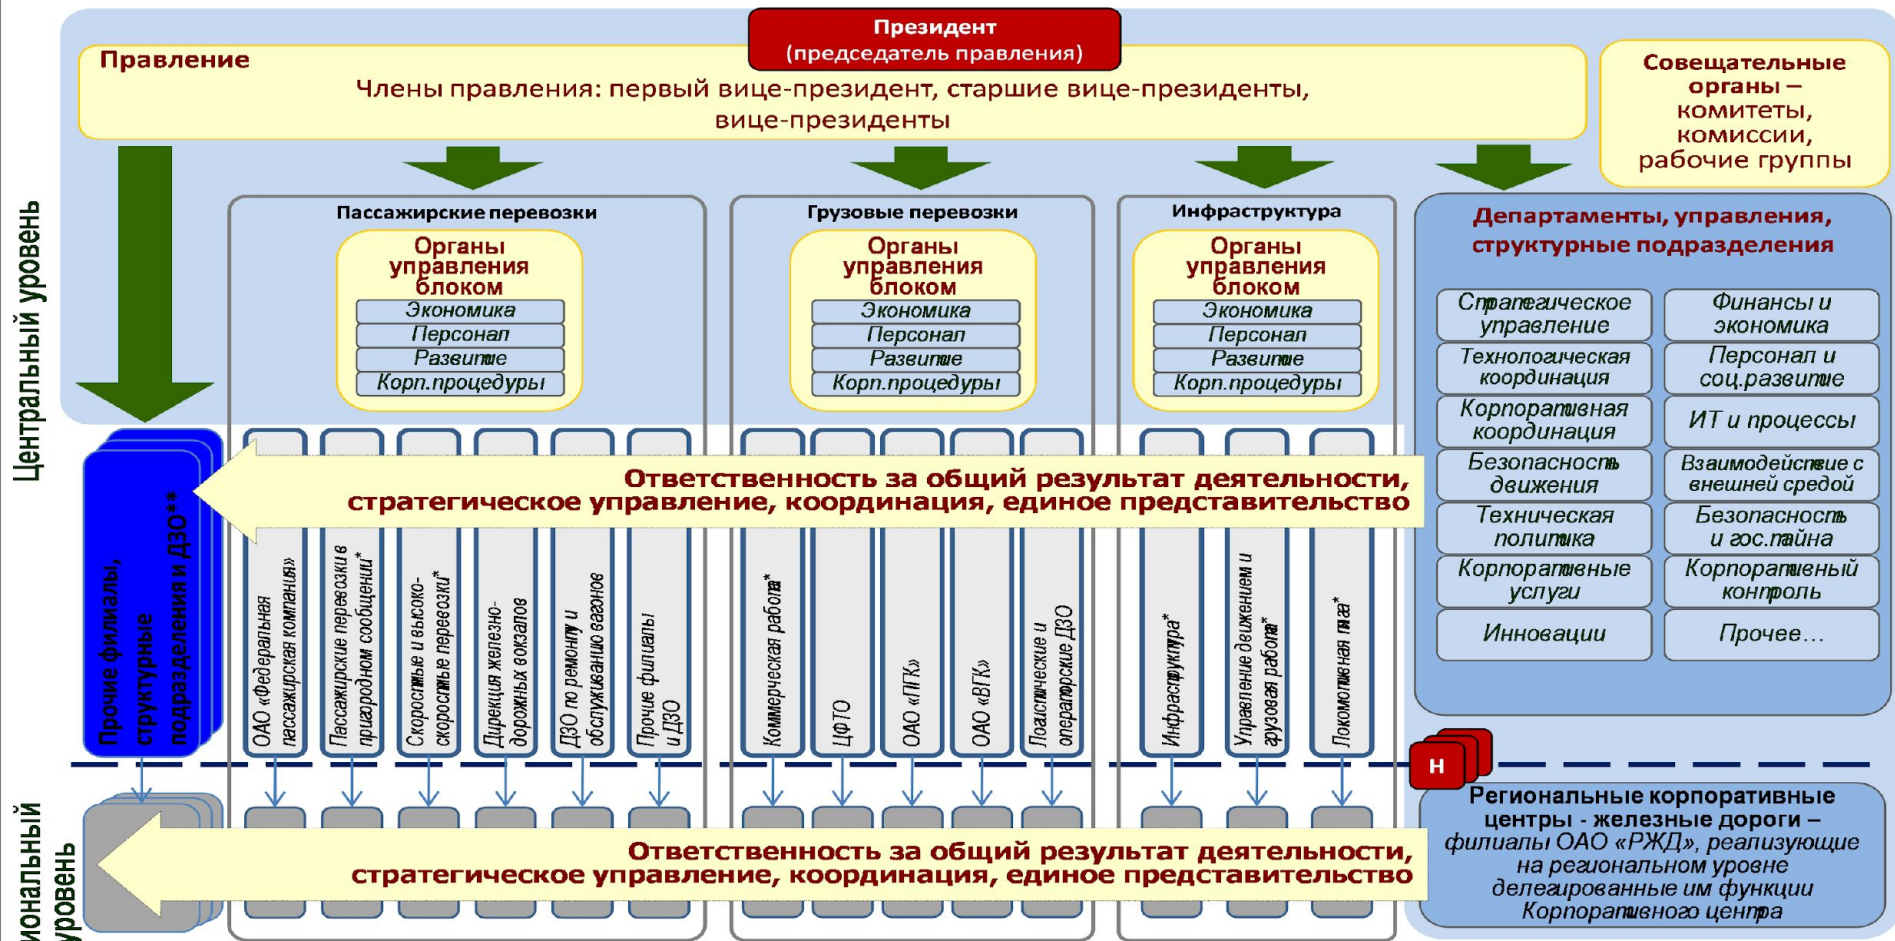 Президент
(председатель правления)
Правление
Члены правления: первый вице-президент, старшие вице-президенты,
вице-президенты
Совещательные
органы –
комитеты,
комиссии,
рабочие группы
Центральный уровень
Пассажирские перевозки
Органы
управления
блоком
Экономика
Персонал
Развитие
Корп.процедуры
Грузовые перевозки
Органы
управления
блоком
Экономика
Персонал
Развитие
Корп.процедуры
Инфраструктура
Органы
управления
блоком
Экономика
Персонал
Развитие
Корп.процедуры
Департаменты, управления,
структурные подразделения
Стратегическое
управление
Финансы и
экономика
Технологическая
координация
Персонал и
соц.развитие
Корпоративная
координация
ИТ и процессы
Безопасность
движения
Взаимодействие с
внешней средой
Техническая
политика
Безопасность
и гос.тайна
Корпоративные
услуги
Корпоративный
контроль
Инновации
Прочее...
Ответственность за общий результат деятельности,
стратегическое управление, координация, единое представительство
Прочие филиалы,
структурные
подразделения и ДЗО**
ОАО «Федеральная
пассажирская компания»
Пассажирские перевозки в
пригородном сообщении*
Скоростные и высоко-
скоростные перевозки*
Дирекция железно-
дорожных вокзалов
ДЗО по ремонту и
обслуживанию вагонов
Прочие филиалы
и ДЗО
Коммерческая работа*
ЦФТО
ОАО «ПГК»
ОАО «ВГК»
Логистические и
операторские ДЗО
Инфраструктура*
Управление движением и
грузовая работа*
Локомотивная тяга*
Н
иональный
уровень
Ответственность за общий результат деятельности,
стратегическое управление, координация, единое представительство
Региональные корпоративные
центры - железные дороги –
филиалы ОАО «РЖД», реализующие
на региональном уровне
делегированные им функции
Корпоративного центра